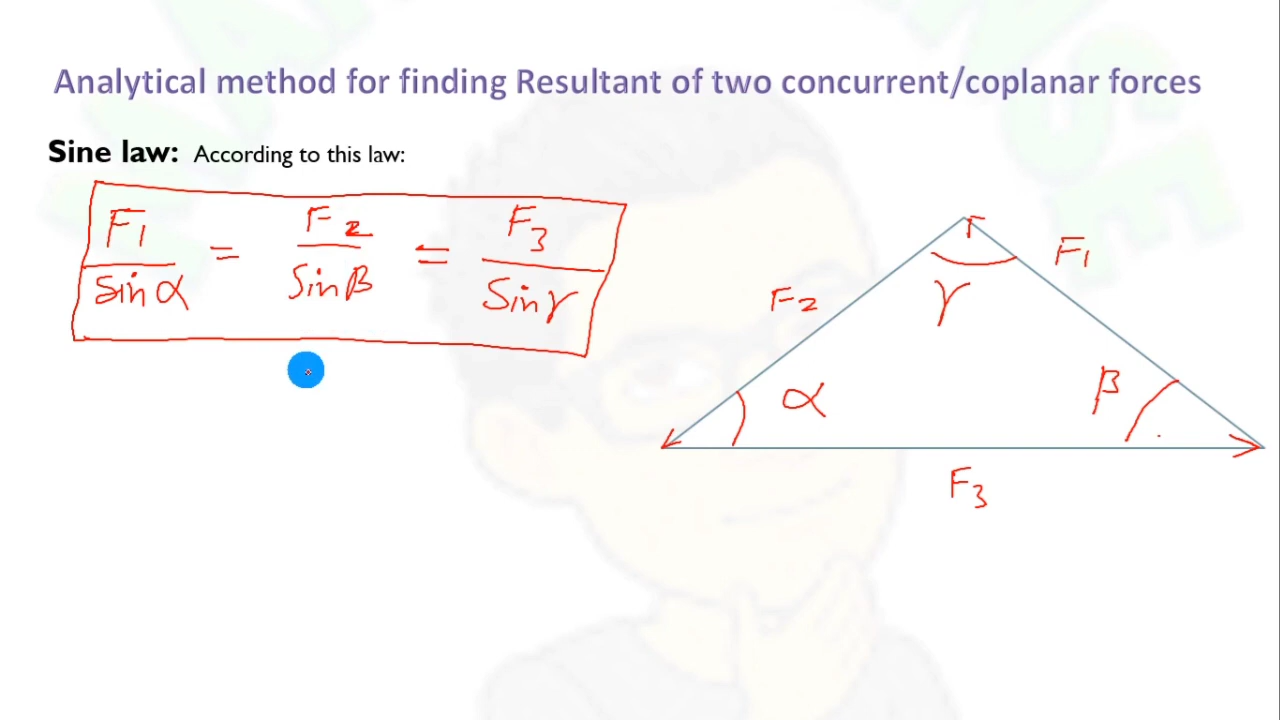 Analytical method for finding Resultant of two concurrent/coplanar forces
Sine law: According to this law:
F1/Sin α = F2/Sin β = F3/Sin γ
F1
F2
γ
α
β
F3